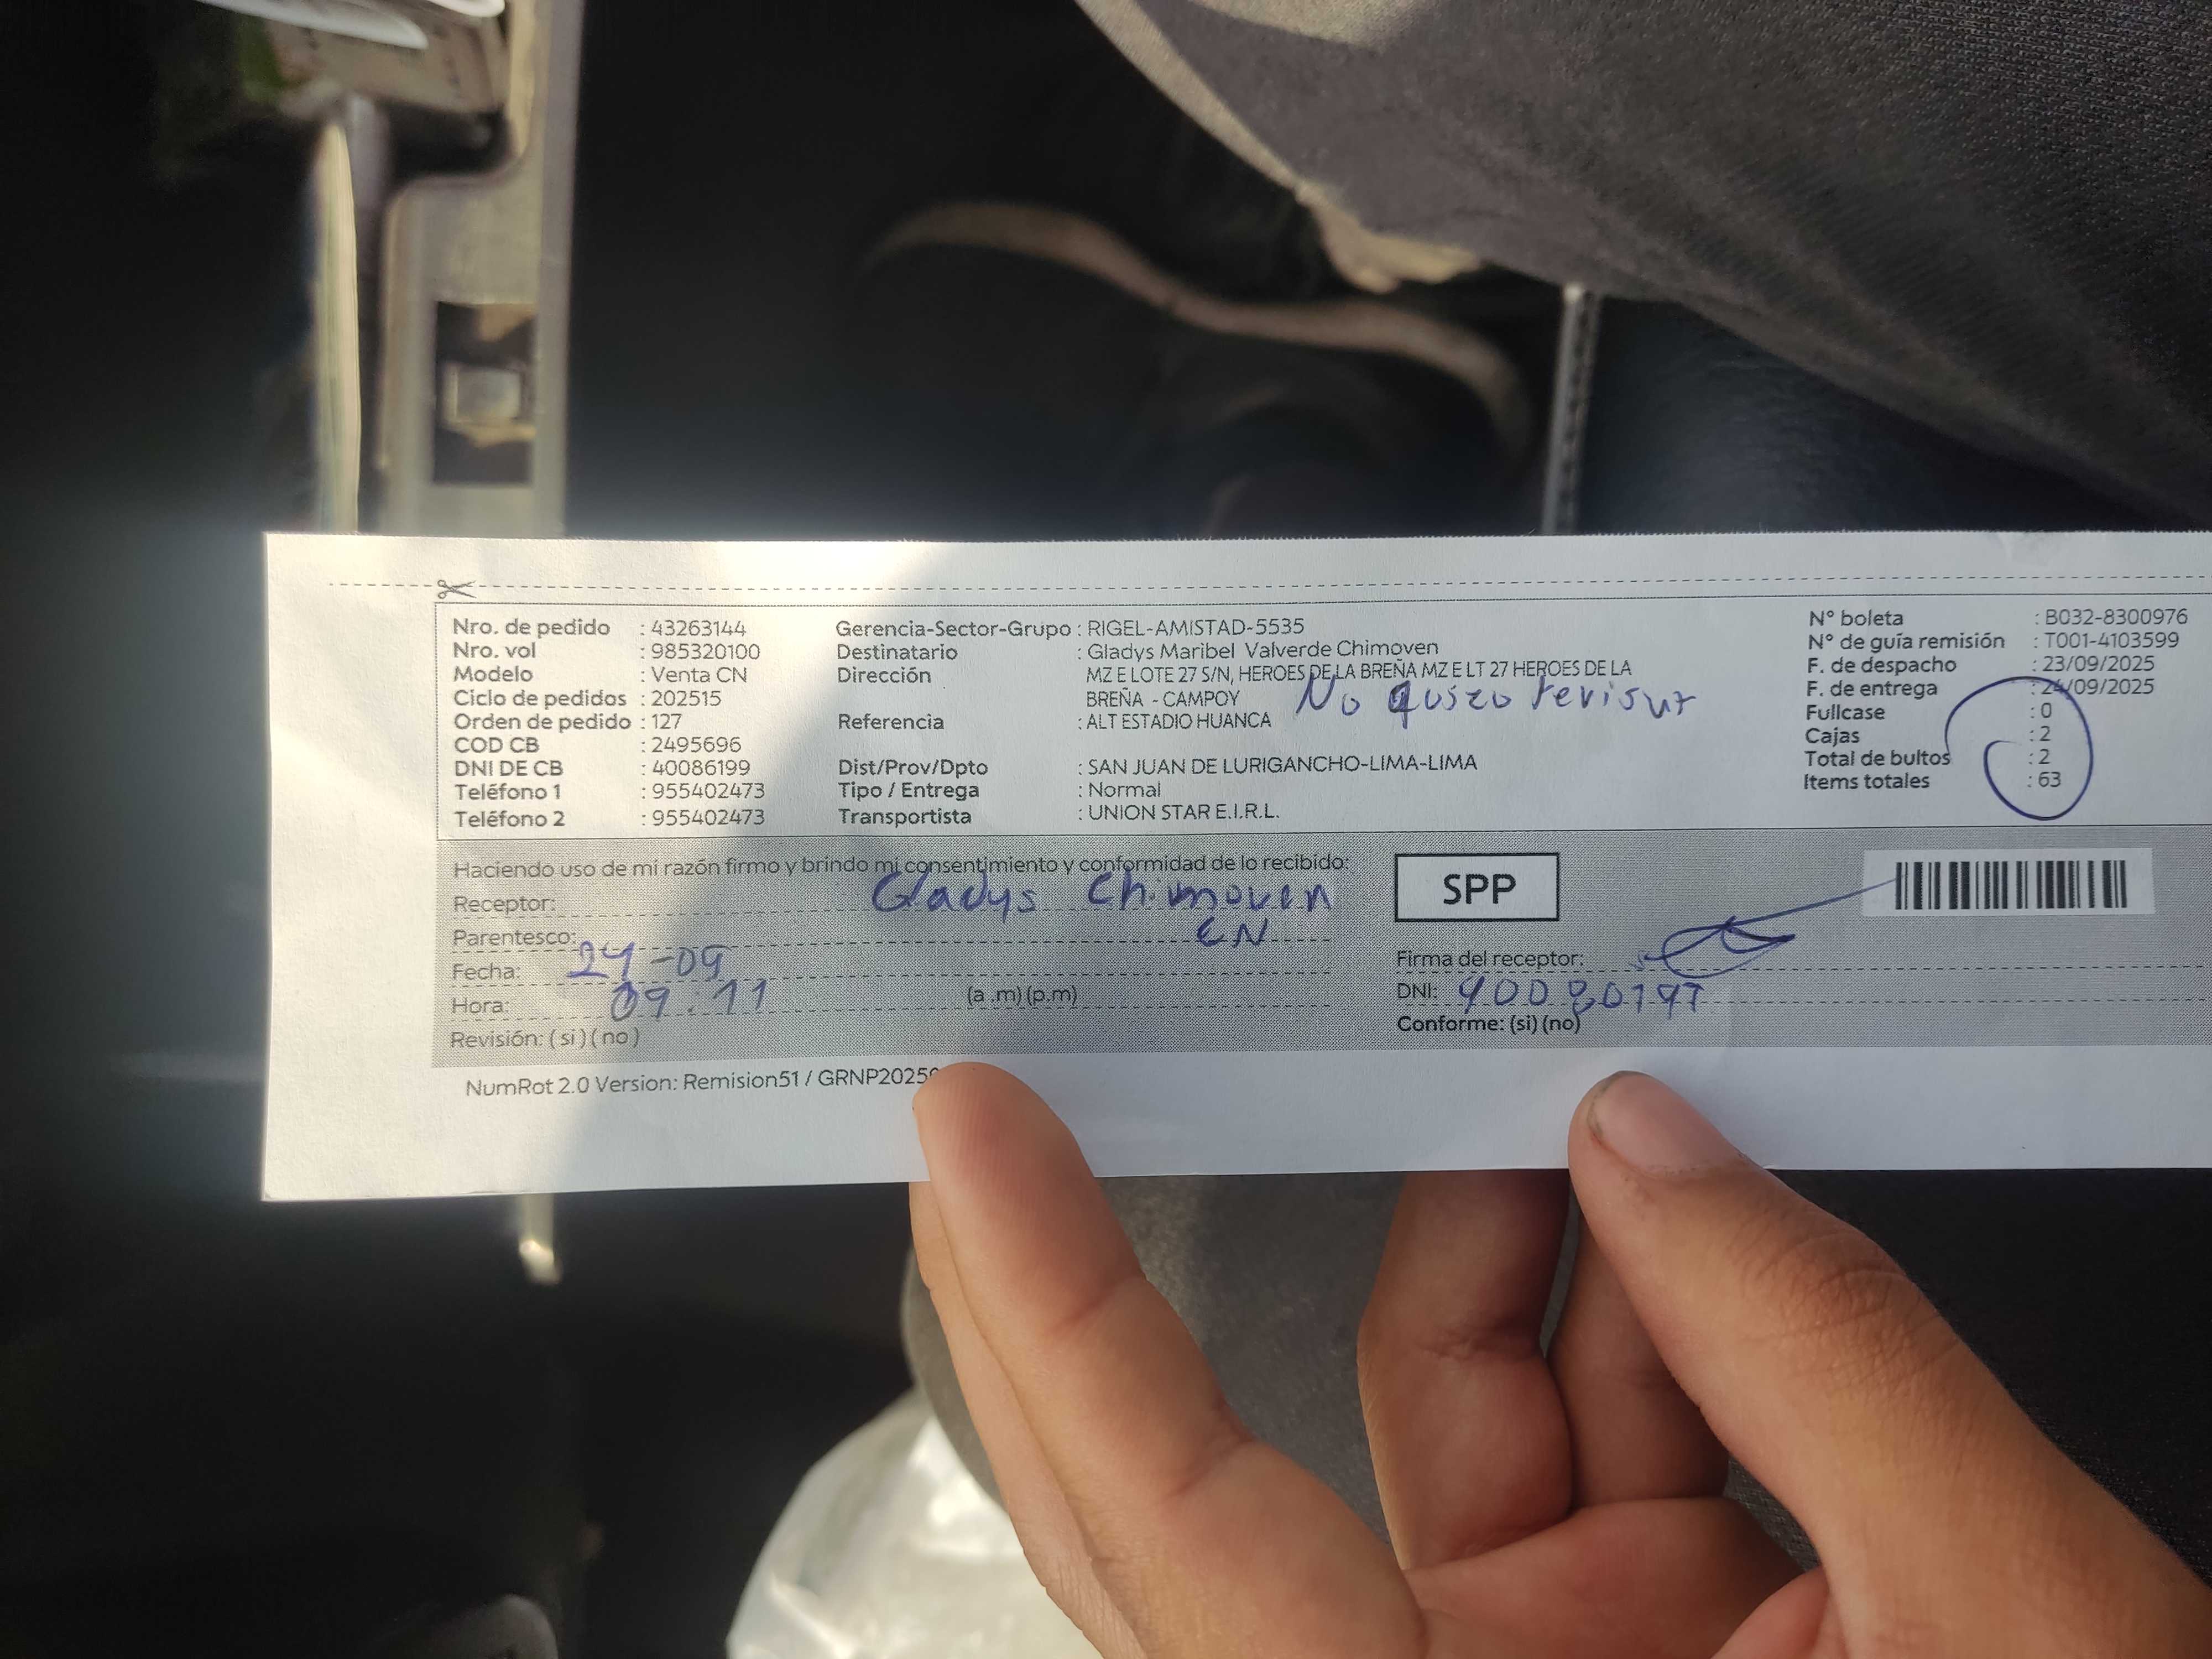 Nro. de pedido : 43263144
Nro. vol : 985320100
Modelo : Venta CN
Ciclo de pedidos : 202515
Orden de pedido : 127
COD CB : 2495696
DNI DE CB : 40086199
Teléfono 1 : 955402473
Teléfono 2 : 955402473
Gerencia-Sector-Grupo : RIGEL-AMISTAD-5535
Destinatario : Gladys Maribel Valverde Chimoven
Dirección : MZ E LOTE 27 S/N, HEROES DE LA BREÑA MZ E LT 27 HEROES DE LA
BREÑA - CAMPOY
No quszo revisur
Referencia : ALT ESTADIO HUANCA
Dist/Prov/Dpto : SAN JUAN DE LURIGANCHO-LIMA-LIMA
Tipo / Entrega : Normal
Transportista : UNION STAR E.I.R.L.
N° boleta : B032-8300976
N° de guía remisión : T001-4103599
F. de despacho : 23/09/2025
F. de entrega : 24/09/2025
Fullcase : 0
Cajas : 2
Total de bultos : 2
Items totales : 63
Haciendo uso de mi razón firmo y brindo mi consentimiento y conformidad de lo recibido:
Receptor: Gladys Chimoven
Parentesco: CN
Fecha: 24-09
Hora: 09:11 (a .m) (p.m)
Revisión: ( si ) ( no )
SPP
Firma del receptor:
DNI:
Conforme: (si) (no)
NumRot 2.0 Version: Remision51 / GRNP2025